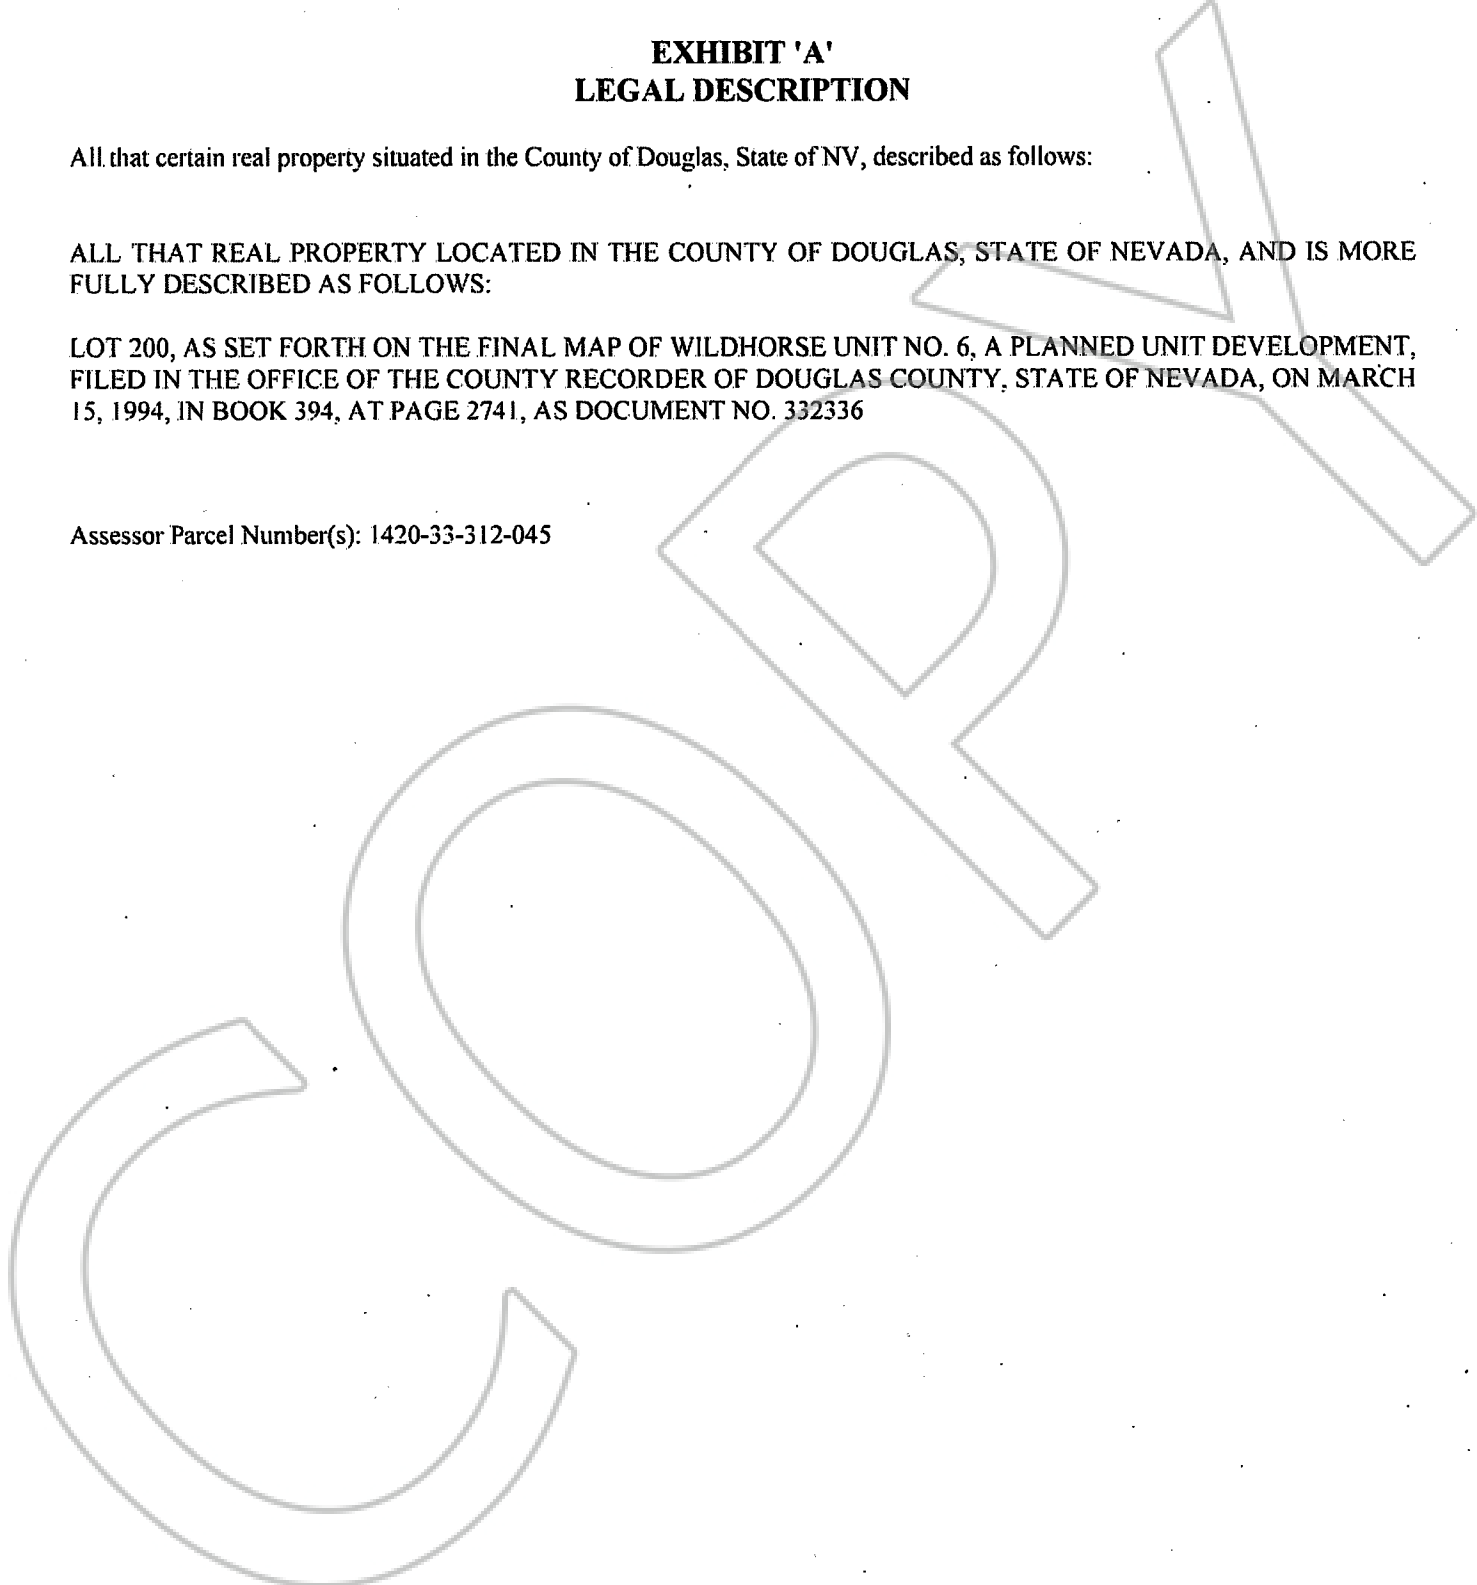 EXHIBIT 'A'
LEGAL DESCRIPTION
All that certain real property situated in the County of Douglas, State of NV, described as follows:
ALL THAT REAL PROPERTY LOCATED IN THE COUNTY OF DOUGLAS, STATE OF NEVADA, AND IS MORE
FULLY DESCRIBED AS FOLLOWS:
LOT 200, AS SET FORTH ON THE FINAL MAP OF WILDHORSE UNIT NO. 6, A PLANNED UNIT DEVELOPMENT,
FILED IN THE OFFICE OF THE COUNTY RECORDER OF DOUGLAS COUNTY, STATE OF NEVADA, ON MARCH
15, 1994, IN BOOK 394, AT PAGE 2741, AS DOCUMENT NO. 332336
Assessor Parcel Number(s): 1420-33-312-045
COPY